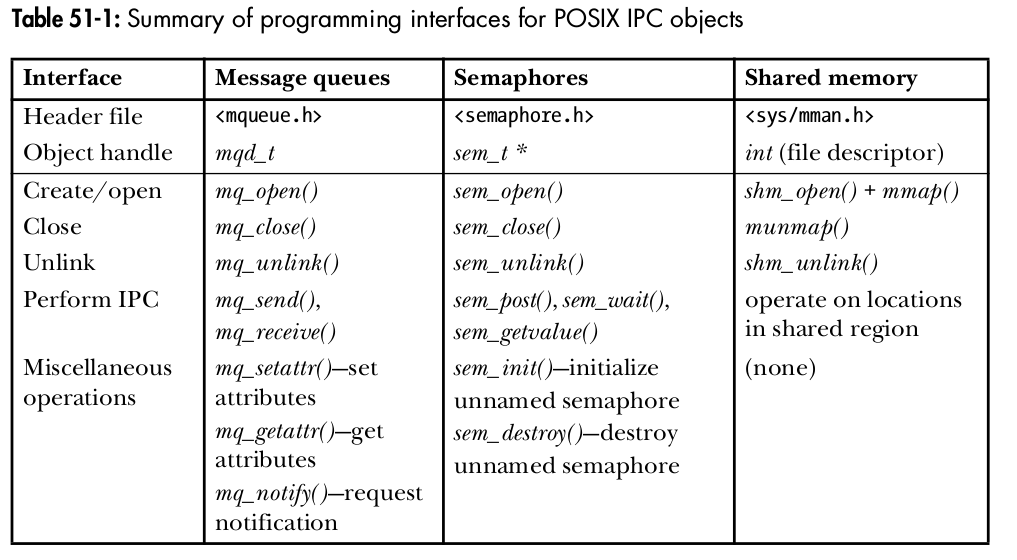 Table 51-1: Summary of programming interfaces for POSIX IPC objects
Interface Message queues Semaphores Shared memory
Header file <mqueue.h> <semaphore.h> <sys/mman.h>
Object handle mqd_t sem_t * int (file descriptor)
Create/open mq_open() sem_open() shm_open() + mmap()
Close mq_close() sem_close() munmap()
Unlink mq_unlink() sem_unlink() shm_unlink()
Perform IPC mq_send(), sem_post(), sem_wait(), operate on locations
mq_receive() sem_getvalue() in shared region
Miscellaneous mq_setattr()—set sem_init()—initialize (none)
operations attributes unnamed semaphore
mq_getattr()—get sem_destroy()—destroy
attributes unnamed semaphore
mq_notify()—request
notification